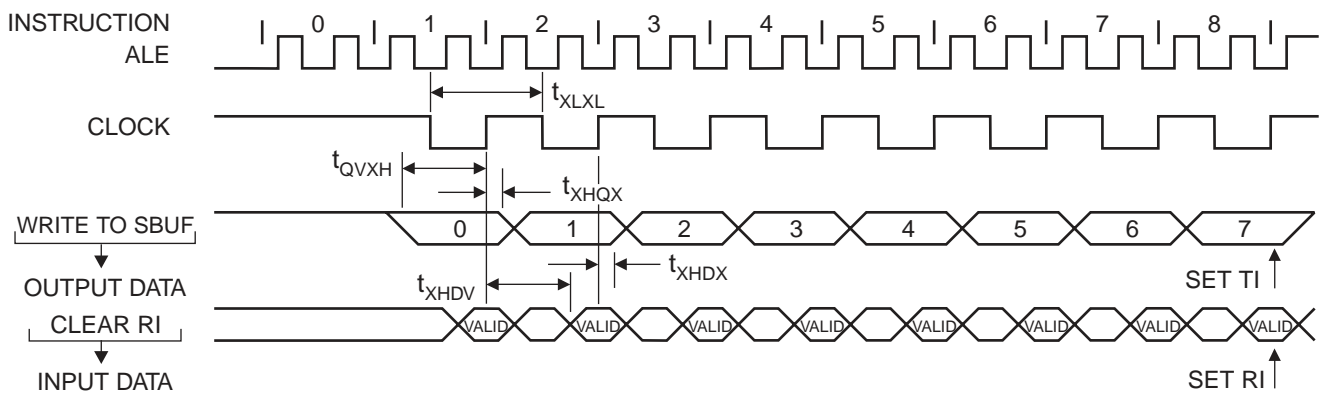 INSTRUCTION 0 1 2 3 4 5 6 7 8
ALE
tXLXL
CLOCK
tQVXH
tXHQX
WRITE TO SBUF 0 1 2 3 4 5 6 7
tXHDX
tXHDV
SET TI
OUTPUT DATA
CLEAR RI VALID VALID VALID VALID VALID VALID VALID VALID
INPUT DATA
SET RI